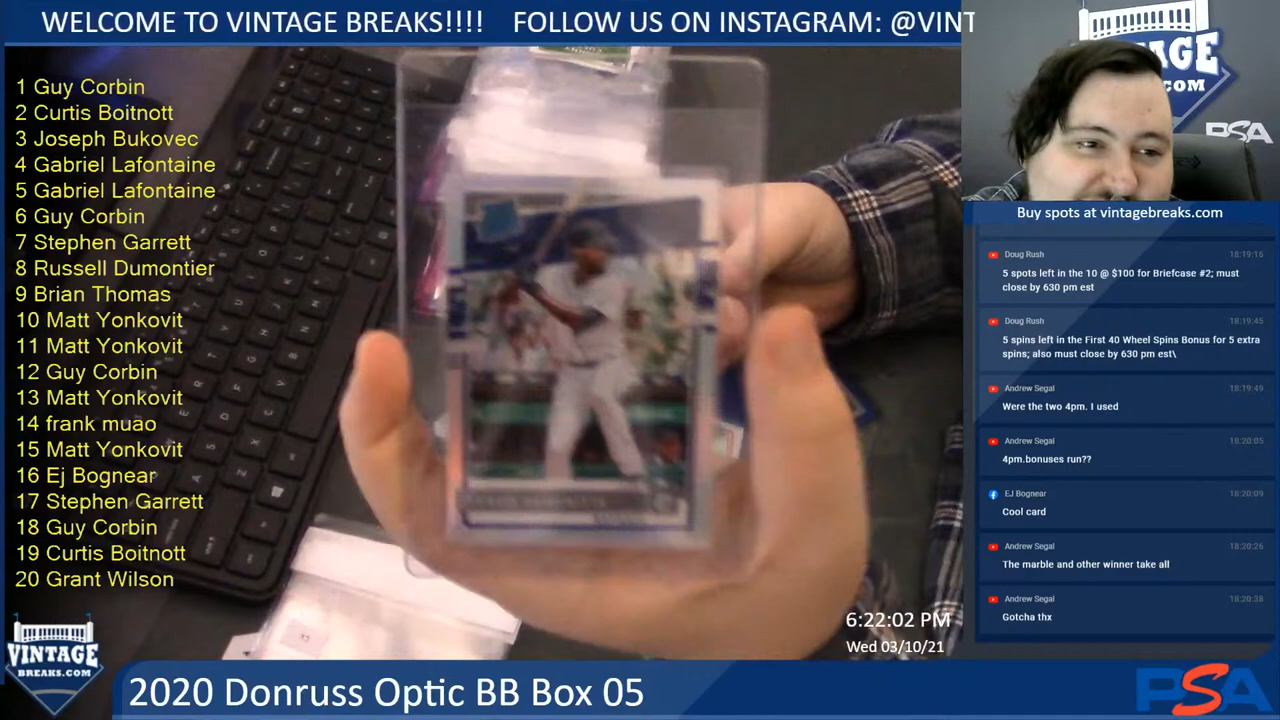 WELCOME TO VINTAGE BREAKS!!!! FOLLOW US ON INSTAGRAM: @VINT
1 Guy Corbin
2 Curtis Boitnott
3 Joseph Bukovec
4 Gabriel Lafontaine
5 Gabriel Lafontaine
6 Guy Corbin
7 Stephen Garrett
8 Russell Dumontier
9 Brian Thomas
10 Matt Yonkovit
11 Matt Yonkovit
12 Guy Corbin
13 Matt Yonkovit
14 frank muao
15 Matt Yonkovit
16 Ej Bognear
17 Stephen Garrett
18 Guy Corbin
19 Curtis Boitnott
20 Grant Wilson
VINTAGE
BREAKS.COM
PSA
Buy spots at vintagebreaks.com
Doug Rush 18:19:16
5 spots left in the 10 @ $100 for Briefcase #2; must
close by 630 pm est
Doug Rush 18:19:45
5 spins left in the First 40 Wheel Spins Bonus for 5 extra
spins; also must close by 630 pm est\
Andrew Segal 18:19:49
Were the two 4pm. I used
Andrew Segal 18:20:05
4pm.bonuses run??
EJ Bognear 18:20:09
Cool card
Andrew Segal 18:20:26
The marble and other winner take all
Andrew Segal 18:20:38
Gotcha thx
6:22:02 PM
Wed 03/10/21
2020 Donruss Optic BB Box 05
PSA